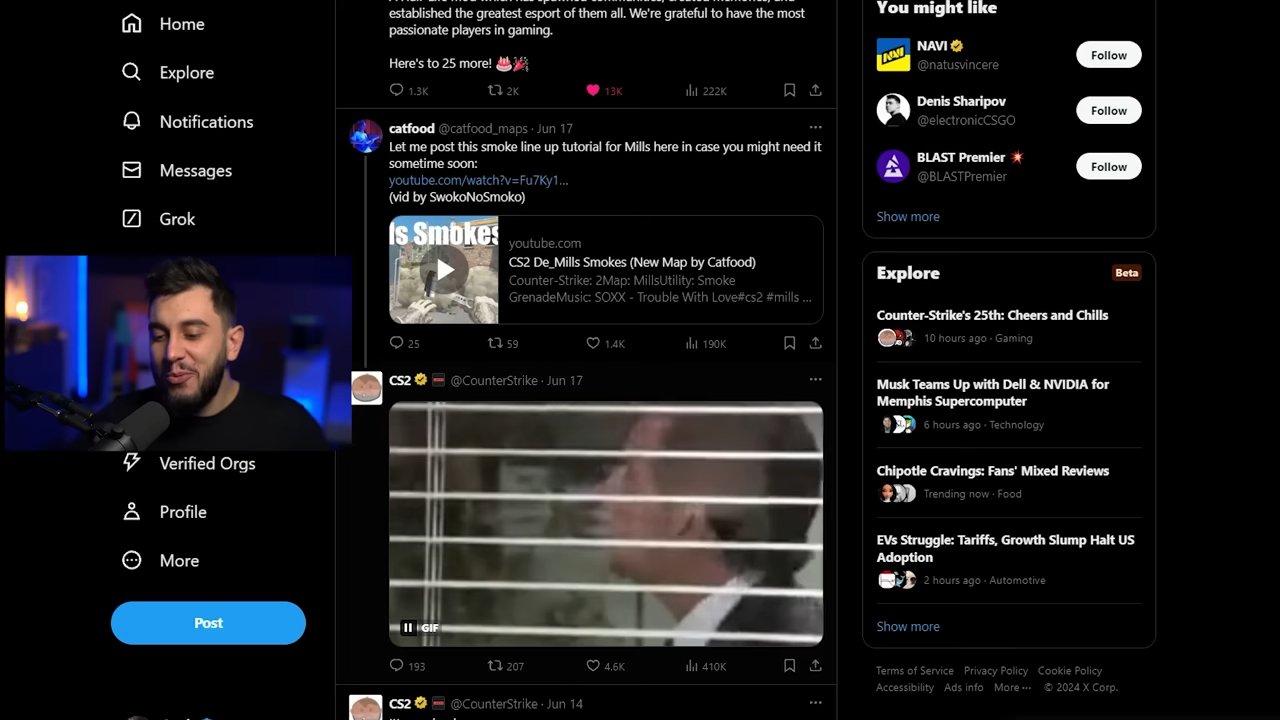 Home
Explore
Notifications
Messages
Grok
Verified Orgs
Profile
More
Post
established the greatest esport of them all. We're grateful to have the most
passionate players in gaming.
Here's to 25 more! 🎂🎉
1.3K 2K 13K 222K
catfood @catfood_maps · Jun 17
Let me post this smoke line up tutorial for Mills here in case you might need it
sometime soon:
youtube.com/watch?v=Fu7Ky1...
(vid by SwokoNoSmoko)
ls Smokes
youtube.com
CS2 De_Mills Smokes (New Map by Catfood)
Counter-Strike: 2Map: MillsUtility: Smoke
GrenadeMusic: SOXX - Trouble With Love#cs2 #mills ...
25 59 1.4K 190K
CS2 @CounterStrike · Jun 17
GIF
193 207 4.6K 410K
CS2 @CounterStrike · Jun 14
You might like
NAVI
@natusvincere
Follow
Denis Sharipov
@electronicCSGO
Follow
BLAST Premier 💥
@BLASTPremier
Follow
Show more
Explore
Beta
Counter-Strike's 25th: Cheers and Chills
10 hours ago · Gaming
Musk Teams Up with Dell & NVIDIA for
Memphis Supercomputer
6 hours ago · Technology
Chipotle Cravings: Fans' Mixed Reviews
Trending now · Food
EVs Struggle: Tariffs, Growth Slump Halt US
Adoption
2 hours ago · Automotive
Show more
Terms of Service Privacy Policy Cookie Policy
Accessibility Ads info More ··· © 2024 X Corp.